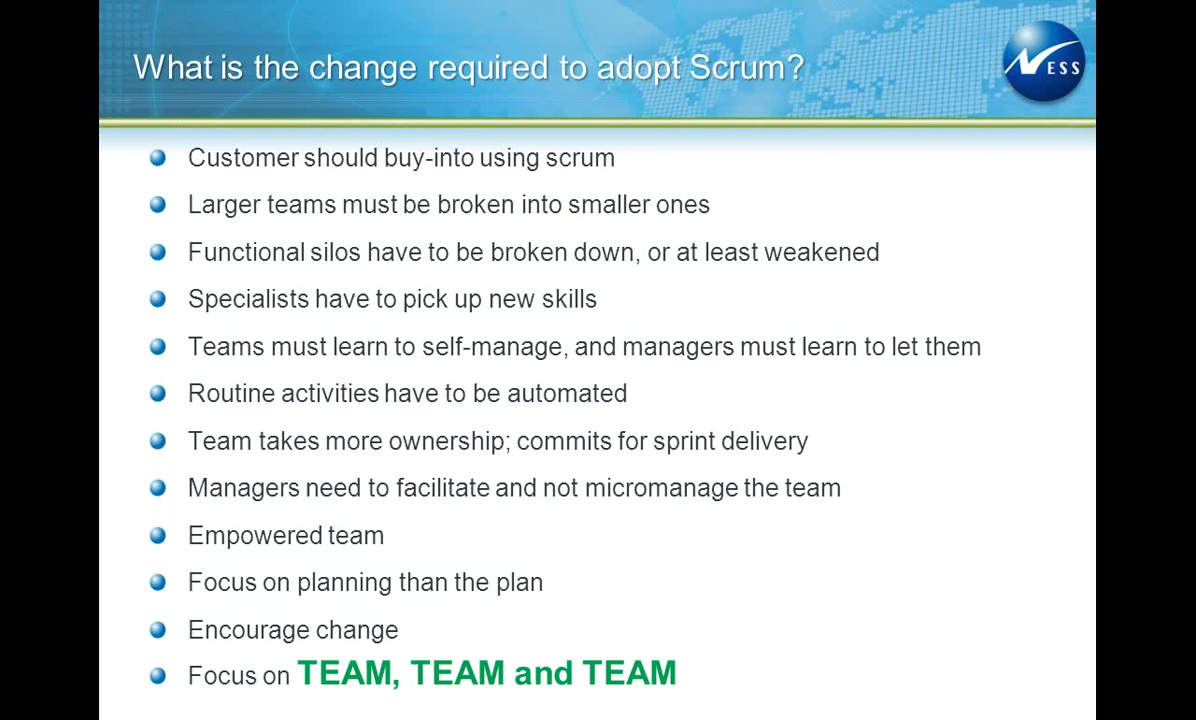 What is the change required to adopt Scrum?
NESS
Customer should buy-into using scrum
Larger teams must be broken into smaller ones
Functional silos have to be broken down, or at least weakened
Specialists have to pick up new skills
Teams must learn to self-manage, and managers must learn to let them
Routine activities have to be automated
Team takes more ownership; commits for sprint delivery
Managers need to facilitate and not micromanage the team
Empowered team
Focus on planning than the plan
Encourage change
Focus on TEAM, TEAM and TEAM